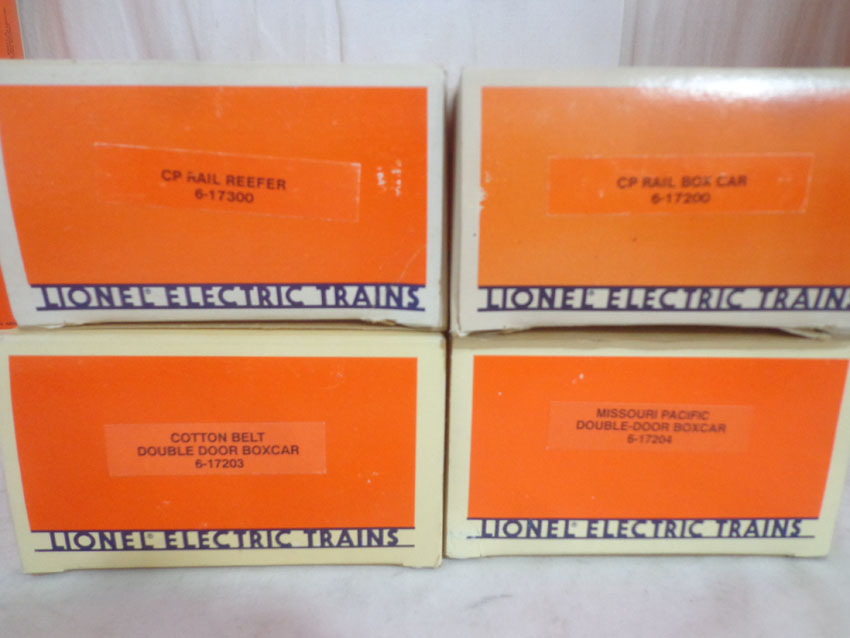 CP RAIL REEFER
6-17300
LIONEL® ELECTRIC TRAINS
CP RAIL BOX CAR
6-17200
LIONEL® ELECTRIC TRAINS
COTTON BELT
DOUBLE DOOR BOXCAR
6-17203
LIONEL® ELECTRIC TRAINS
MISSOURI PACIFIC
DOUBLE-DOOR BOXCAR
6-17204
LIONEL® ELECTRIC TRAINS